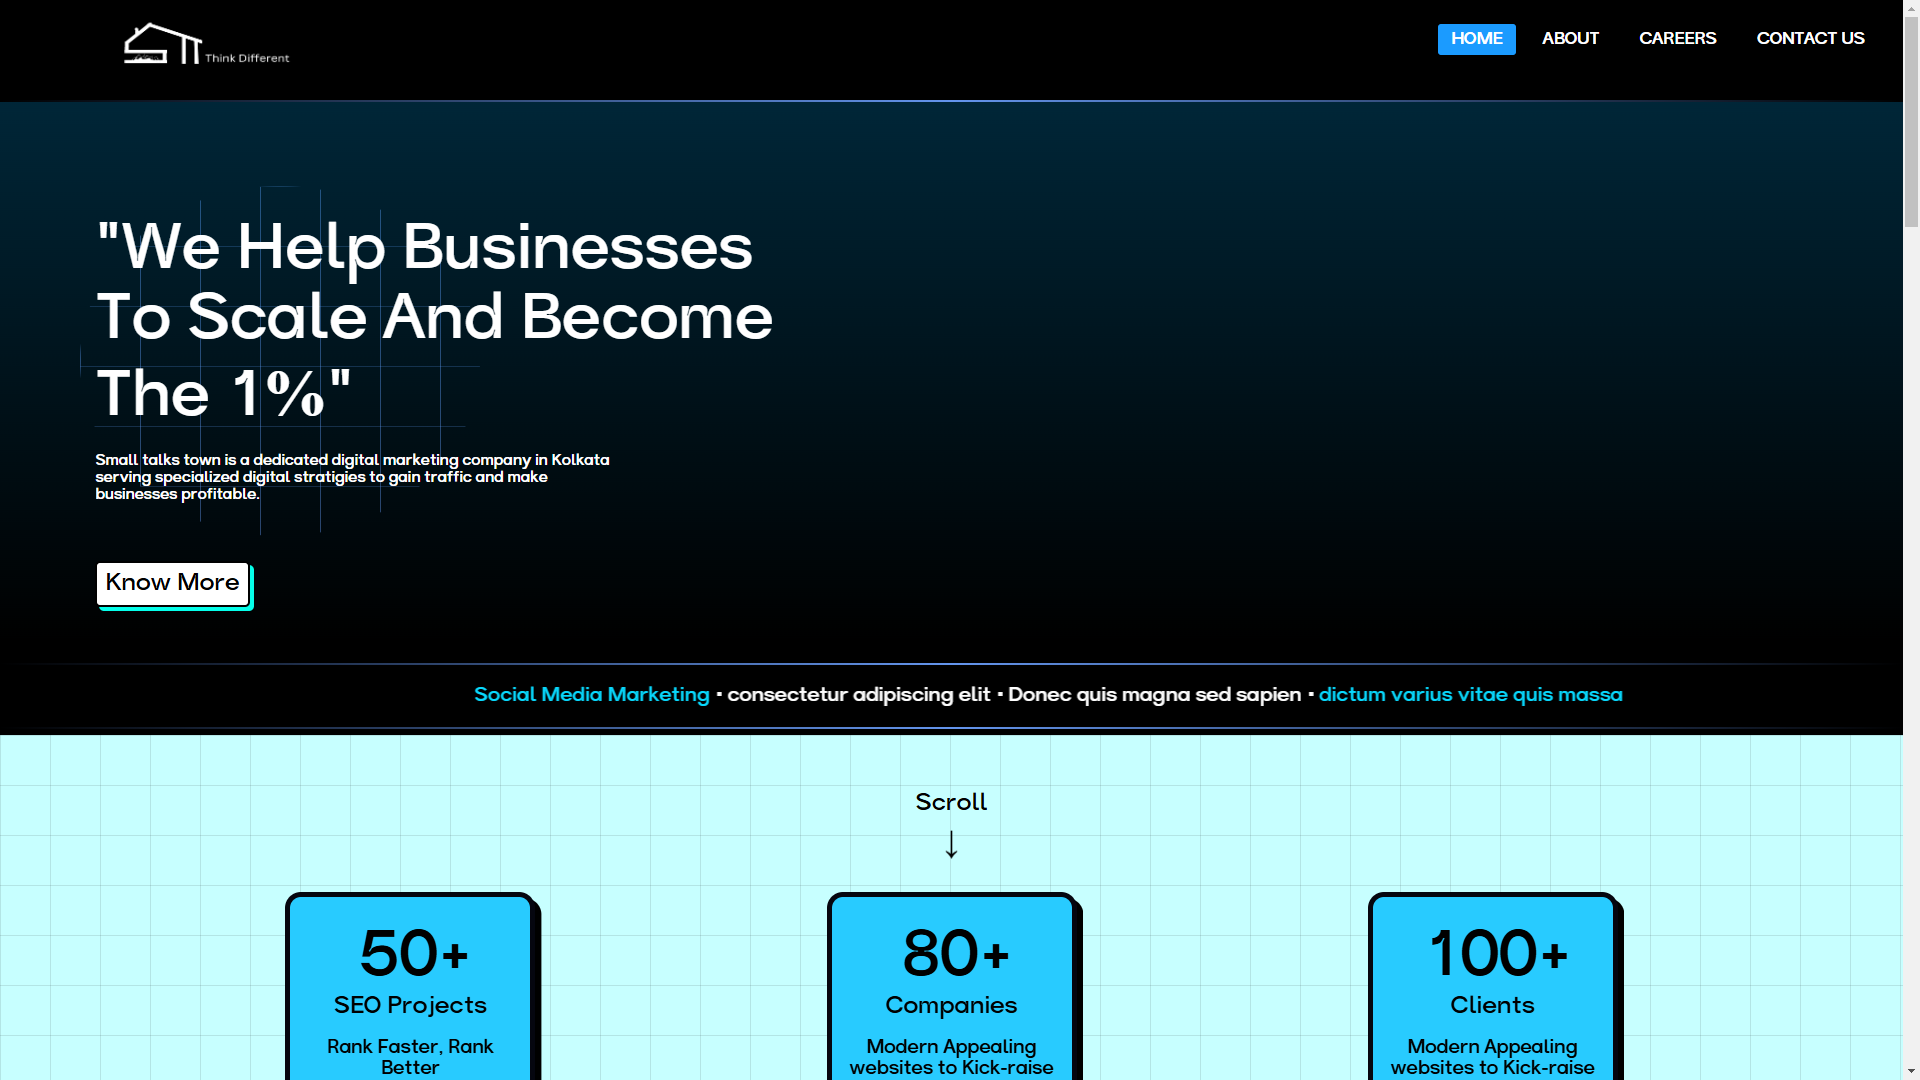 Think Different
HOME ABOUT CAREERS CONTACT US
"We Help Businesses
To Scale And Become
The 1%"
Small talks town is a dedicated digital marketing company in Kolkata
serving specialized digital stratigies to gain traffic and make
businesses profitable.
Know More
Social Media Marketing • consectetur adipiscing elit • Donec quis magna sed sapien • dictum varius vitae quis massa
Scroll
↓
50+
SEO Projects
Rank Faster, Rank
Better
80+
Companies
Modern Appealing
websites to Kick-raise
100+
Clients
Modern Appealing
websites to Kick-raise